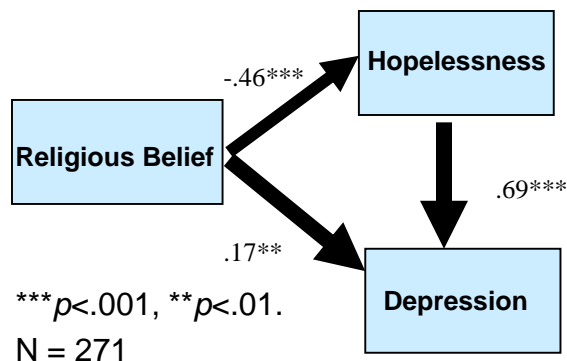 Hopelessness
-.46***
Religious Belief
.69***
.17**
Depression
***p<.001, **p<.01.
N = 271